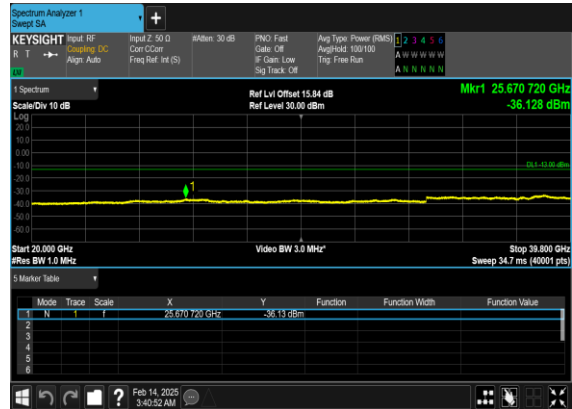 Spectrum Analyzer 1
Swept SA
+
KEYSIGHT Input: RF Input Z: 50 Ω #Atten: 30 dB PNO: Fast Avg Type: Power (RMS) 1 2 3 4 5 6
R T Coupling: DC Corr CCorr Gate: Off Avg|Hold: 100/100 A W W W W W
Align: Auto Freq Ref: Int (S) IF Gain: Low Trig: Free Run
Sig Track: Off A N N N N N
1 Spectrum Ref Lvl Offset 15.84 dB Mkr1 25.670 720 GHz
Scale/Div 10 dB Ref Level 30.00 dBm -36.128 dBm
Log
20.0
10.0
0.00
-10.0
DL1 -13.00 dBm
-20.0
-30.0
1
-40.0
-50.0
-60.0
Start 20.000 GHz Video BW 3.0 MHz* Stop 39.800 GHz
#Res BW 1.0 MHz Sweep 34.7 ms (40001 pts)
5 Marker Table
Mode Trace Scale X Y Function Function Width Function Value
1 N 1 f 25.670 720 GHz -36.13 dBm
2
3
4
5
6
? Feb 14, 2025
3:40:52 AM